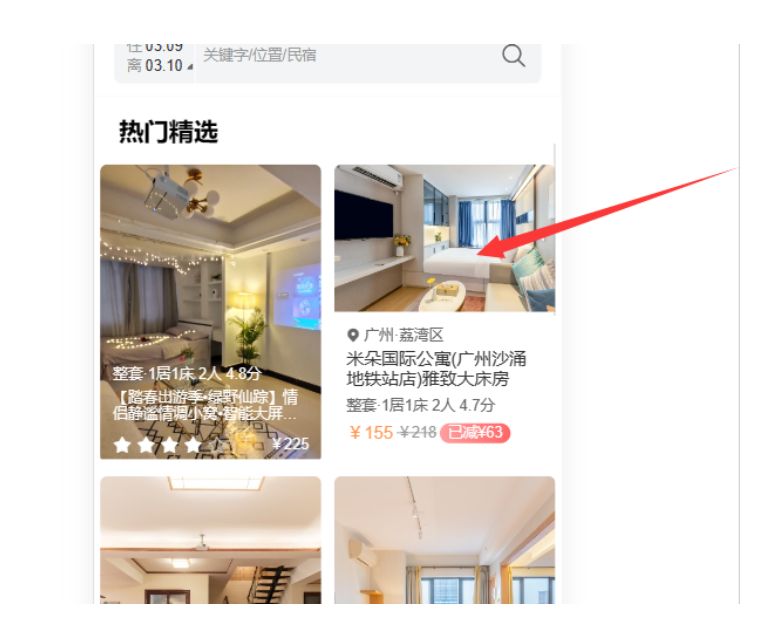 住 03.09
离 03.10
关键字/位置/民宿
热门精选
整套·1居1床 2人 4.8分
【踏春出游季•绿野仙踪】情
侣静谧情调小窝•智能大屏…
¥225
广州·荔湾区
米朵国际公寓(广州沙涌
地铁站店)雅致大床房
整套·1居1床 2人 4.7分
¥ 155 ¥218 已减¥63